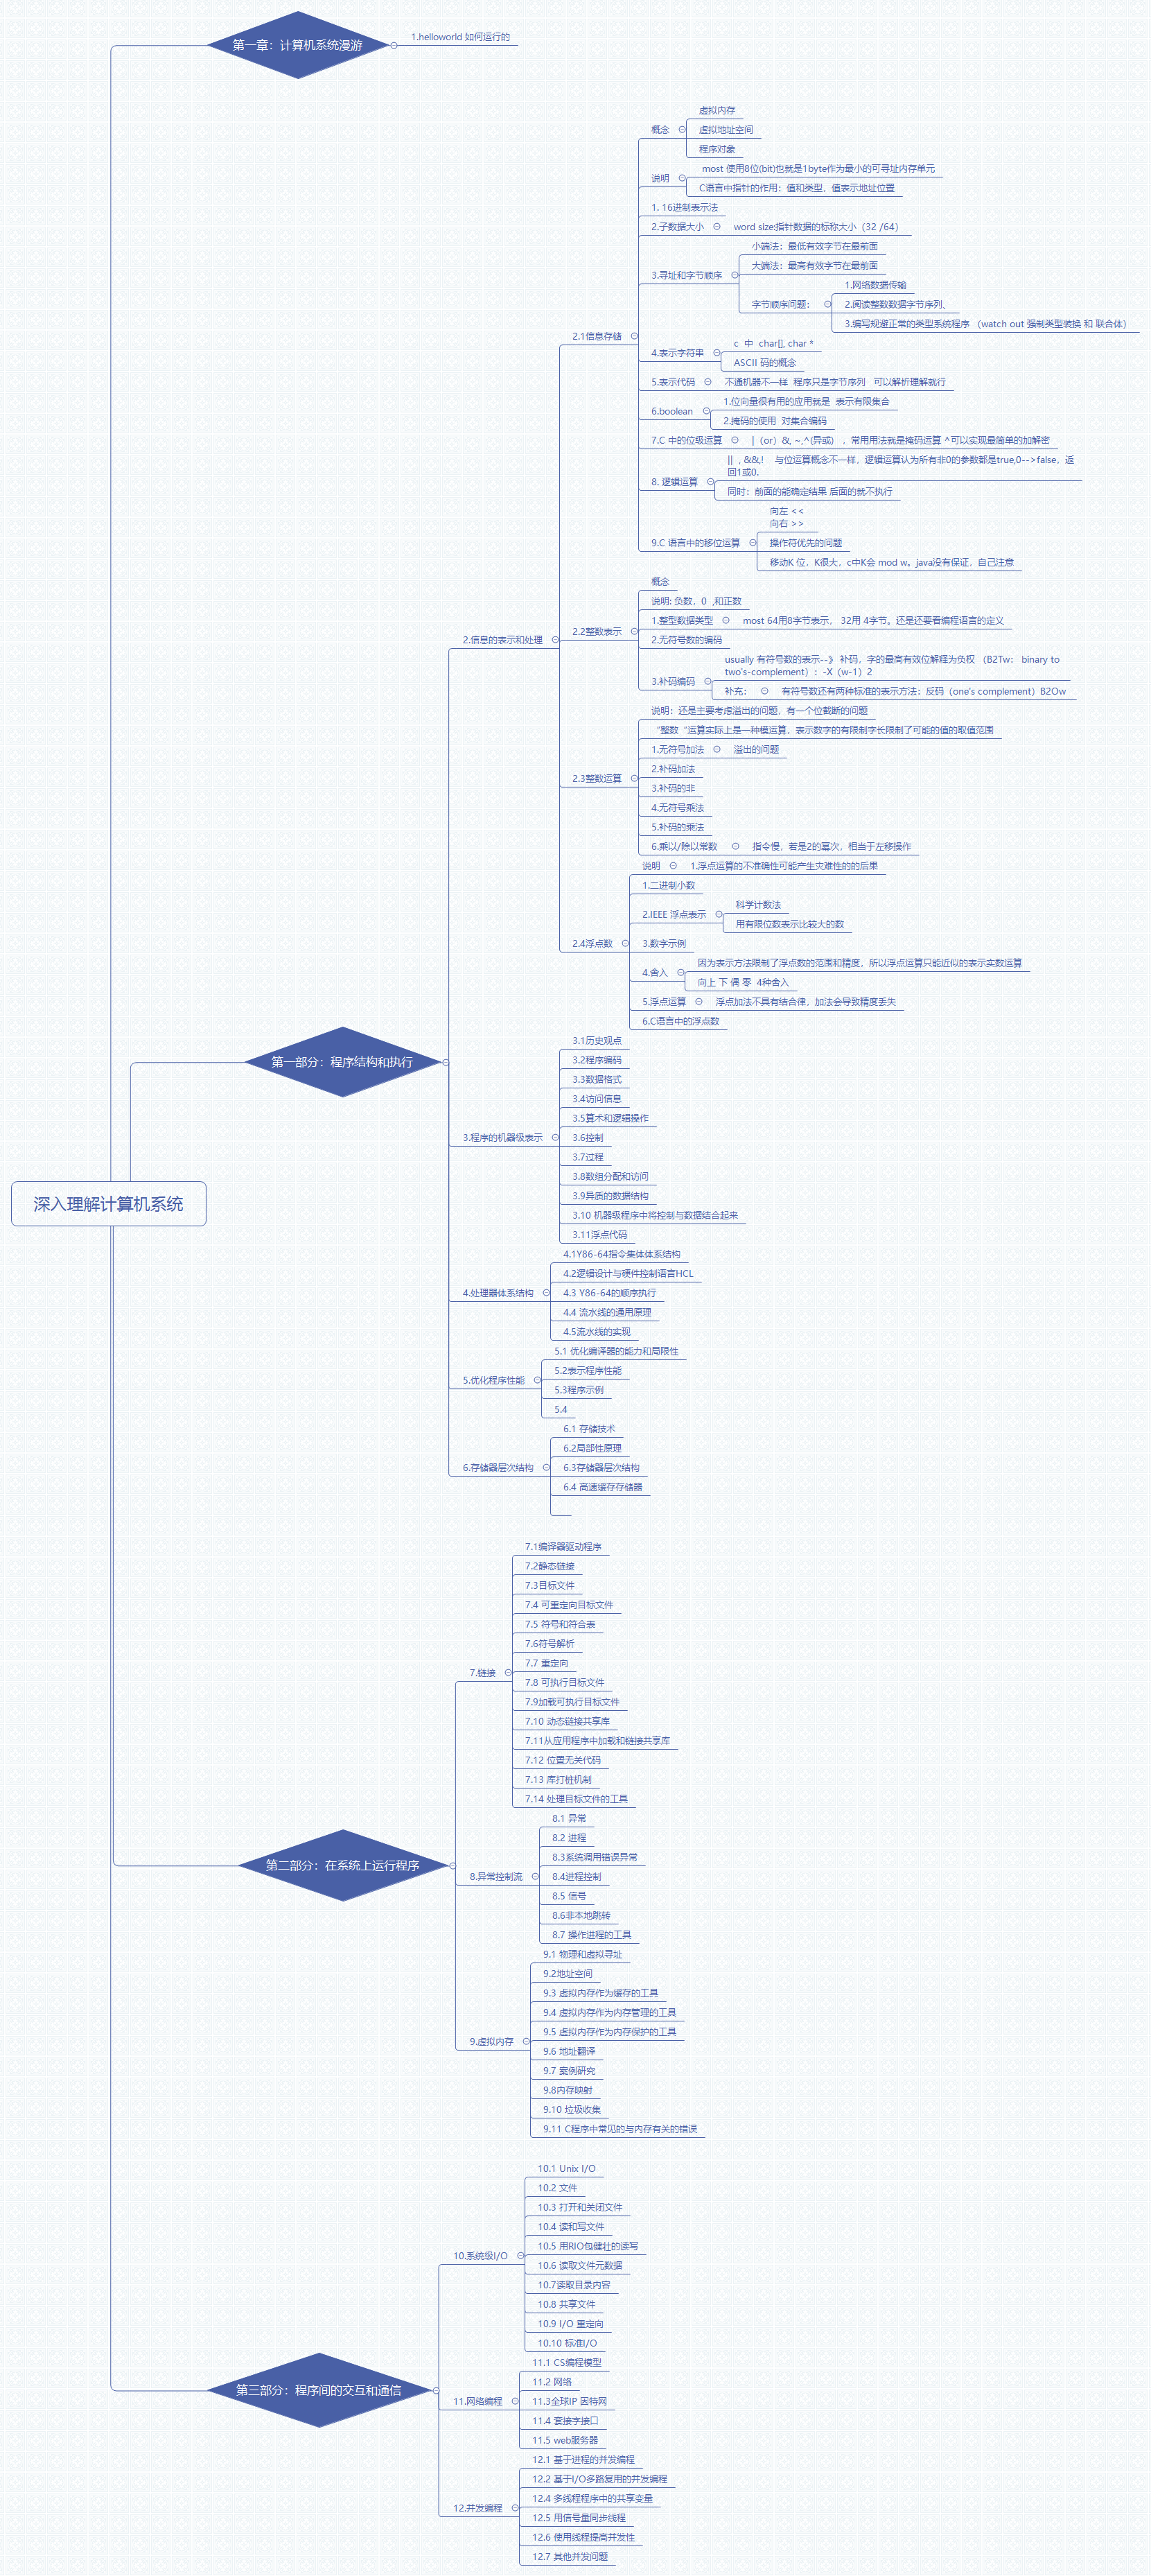 第一章：计算机系统漫游
1.helloworld 如何运行的
虚拟内存
概念
虚拟地址空间
程序对象
most 使用8位(bit)也就是1byte作为最小的可寻址内存单元
说明
C语言中指针的作用：值和类型，值表示地址位置
1. 16进制表示法
2.子数据大小
word size:指针数据的标称大小（32 /64）
小端法：最低有效字节在最前面
大端法：最高有效字节在最前面
3.寻址和字节顺序
1.网络数据传输
字节顺序问题：
2.阅读整数数据字节序列、
3.编写规避正常的类型系统程序 （watch out 强制类型装换 和 联合体）
2.1信息存储
c 中 char[], char *
4.表示字符串
ASCII 码的概念
5.表示代码
不通机器不一样 程序只是字节序列 可以解析理解就行
1.位向量很有用的应用就是 表示有限集合
6.boolean
2.掩码的使用 对集合编码
7.C 中的位级运算
|（or）&, ~,^(异或) ，常用用法就是掩码运算 ^可以实现最简单的加解密
|| , &&,! 与位运算概念不一样，逻辑运算认为所有非0的参数都是true,0-->false，返
回1或0.
8. 逻辑运算
同时：前面的能确定结果 后面的就不执行
向左 <<
向右 >>
9.C 语言中的移位运算
操作符优先的问题
移动K 位，K很大，c中K会 mod w。java没有保证，自己注意
概念
说明: 负数，0 ,和正数
1.整型数据类型
most 64用8字节表示， 32用 4字节。还是还要看编程语言的定义
2.2整数表示
2.无符号数的编码
2.信息的表示和处理
usually 有符号数的表示--》 补码，字的最高有效位解释为负权 （B2Tw： binary to
two's-complement）：-X（w-1）2
3.补码编码
补充：
有符号数还有两种标准的表示方法：反码（one's complement）B2Ow
说明：还是主要考虑溢出的问题，有一个位截断的问题
“整数“运算实际上是一种模运算，表示数字的有限制字长限制了可能的值的取值范围
1.无符号加法
溢出的问题
2.补码加法
2.3整数运算
3.补码的非
4.无符号乘法
5.补码的乘法
6.乘以/除以常数
指令慢，若是2的幂次，相当于左移操作
说明
1.浮点运算的不准确性可能产生灾难性的的后果
1.二进制小数
科学计数法
2.IEEE 浮点表示
用有限位数表示比较大的数
2.4浮点数
3.数字示例
因为表示方法限制了浮点数的范围和精度，所以浮点运算只能近似的表示实数运算
4.舍入
向上 下 偶 零 4种舍入
5.浮点运算
浮点加法不具有结合律，加法会导致精度丢失
6.C语言中的浮点数
第一部分：程序结构和执行
3.1历史观点
3.2程序编码
3.3数据格式
3.4访问信息
3.5算术和逻辑操作
3.程序的机器级表示
3.6控制
3.7过程
3.8数组分配和访问
3.9异质的数据结构
3.10 机器级程序中将控制与数据结合起来
3.11浮点代码
深入理解计算机系统
4.1Y86-64指令集体体系结构
4.2逻辑设计与硬件控制语言HCL
4.处理器体系结构
4.3 Y86-64的顺序执行
4.4 流水线的通用原理
4.5流水线的实现
5.1 优化编译器的能力和局限性
5.2表示程序性能
5.优化程序性能
5.3程序示例
5.4
6.1 存储技术
6.2局部性原理
6.存储器层次结构
6.3存储器层次结构
6.4 高速缓存存储器
7.1编译器驱动程序
7.2静态链接
7.3目标文件
7.4 可重定向目标文件
7.5 符号和符合表
7.6符号解析
7.链接
7.7 重定向
7.8 可执行目标文件
7.9加载可执行目标文件
7.10 动态链接共享库
7.11从应用程序中加载和链接共享库
7.12 位置无关代码
7.13 库打桩机制
7.14 处理目标文件的工具
第二部分：在系统上运行程序
8.1 异常
8.2 进程
8.3系统调用错误异常
8.异常控制流
8.4进程控制
8.5 信号
8.6非本地跳转
8.7 操作进程的工具
9.1 物理和虚拟寻址
9.2地址空间
9.3 虚拟内存作为缓存的工具
9.4 虚拟内存作为内存管理的工具
9.5 虚拟内存作为内存保护的工具
9.虚拟内存
9.6 地址翻译
9.7 案例研究
9.8内存映射
9.10 垃圾收集
9.11 C程序中常见的与内存有关的错误
10.1 Unix I/O
10.2 文件
10.3 打开和关闭文件
10.4 读和写文件
10.5 用RIO包健壮的读写
10.系统级I/O
10.6 读取文件元数据
10.7读取目录内容
10.8 共享文件
10.9 I/O 重定向
10.10 标准I/O
第三部分：程序间的交互和通信
11.1 CS编程模型
11.2 网络
11.网络编程
11.3全球IP 因特网
11.4 套接字接口
11.5 web服务器
12.1 基于进程的并发编程
12.2 基于I/O多路复用的并发编程
12.并发编程
12.4 多线程程序中的共享变量
12.5 用信号量同步线程
12.6 使用线程提高并发性
12.7 其他并发问题